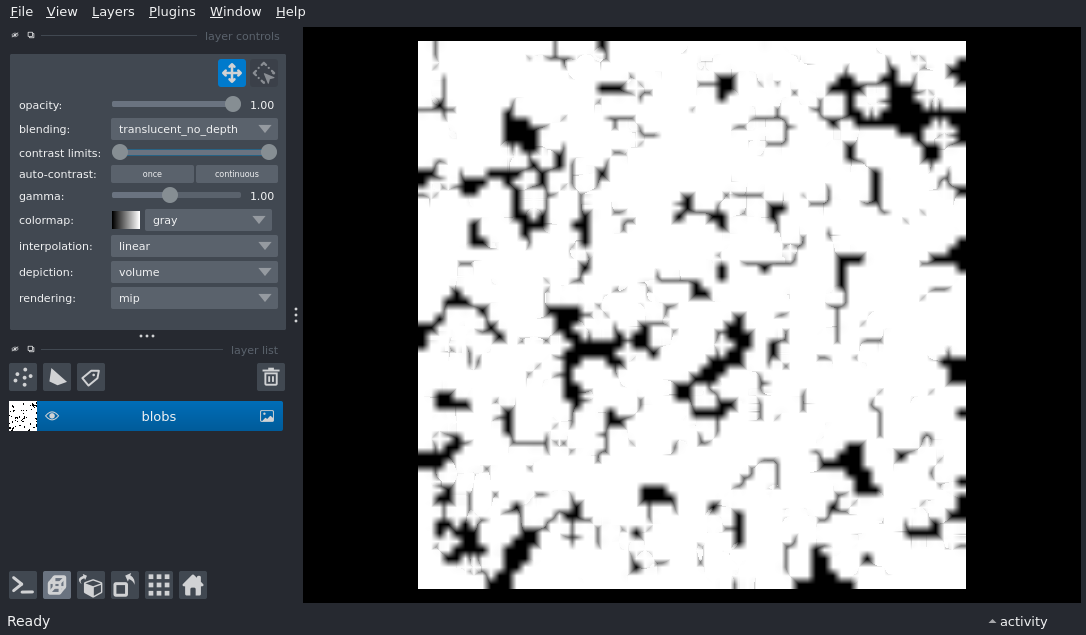 File View Layers Plugins Window Help
layer controls
opacity: 1.00
blending: translucent_no_depth
contrast limits:
auto-contrast: once continuous
gamma: 1.00
colormap: gray
interpolation: linear
depiction: volume
rendering: mip
layer list
blobs
Ready activity